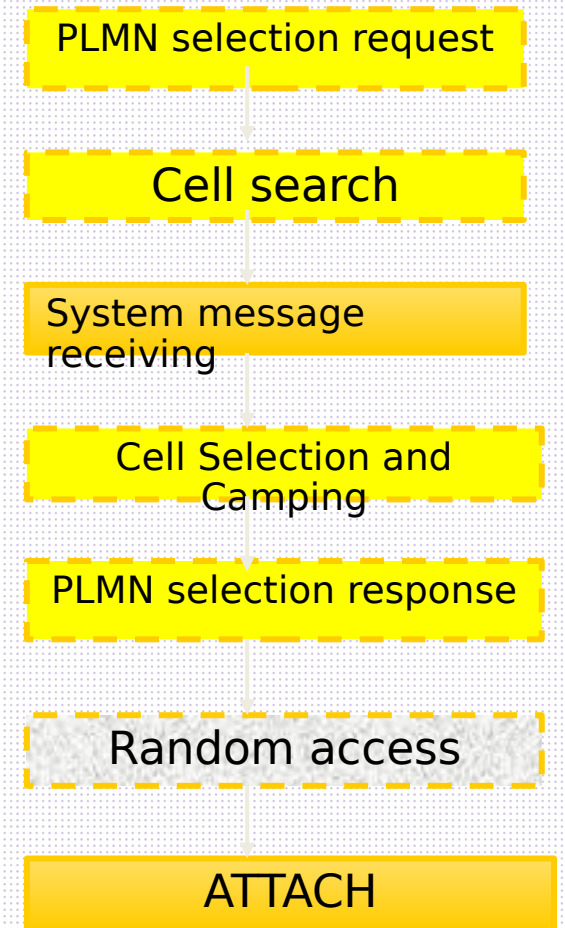 PLMN selection request
Cell search
System message
receiving
Cell Selection and
Camping
PLMN selection response
Random access
ATTACH